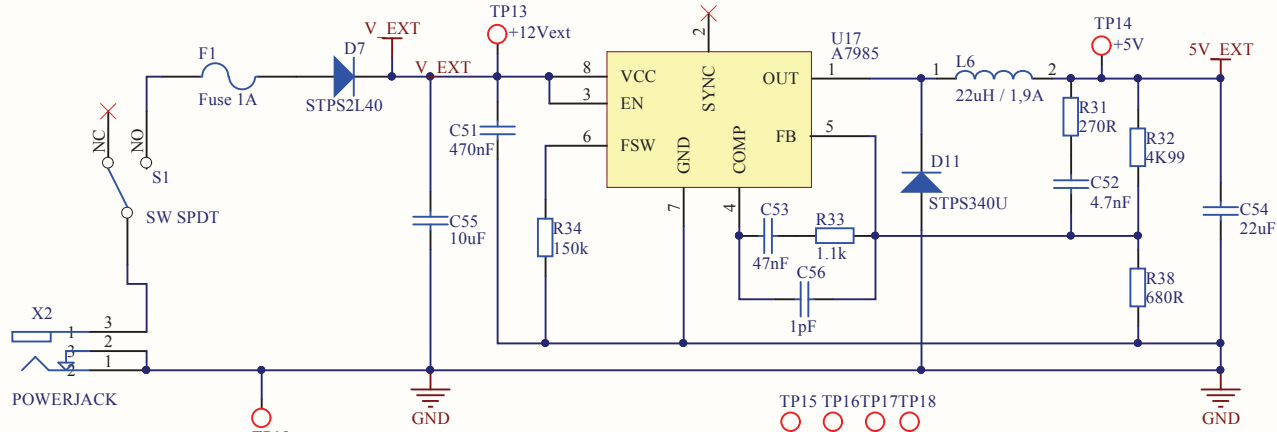 TP13
+12Vext
V_EXT
F1
Fuse 1A
D7
STPS2L40
V_EXT
2
U17
A7985
TP14
+5V
5V_EXT
8
VCC
3
EN
6
FSW
SYNC
GND
COMP
OUT
1
FB
5
7
4
1
L6
2
22uH / 1,9A
NC
NO
S1
SW SPDT
C51
470nF
C55
10uF
R34
150k
C53
47nF
R33
1.1k
C56
1pF
D11
STPS340U
R31
270R
C52
4.7nF
R32
4K99
R38
680R
C54
22uF
X2
1
3
3
2
2
1
POWERJACK
GND
TP15 TP16 TP17 TP18
GND